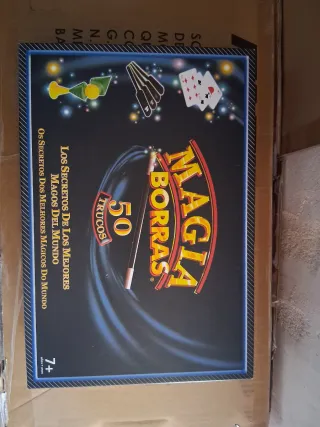 MAGIA
BORRAS
50
TRUCOS
LOS SECRETOS DE LOS MEJORES
MAGOS DEL MUNDO
OS SECRETOS DOS MELHORES MÁGICOS DO MUNDO
7+